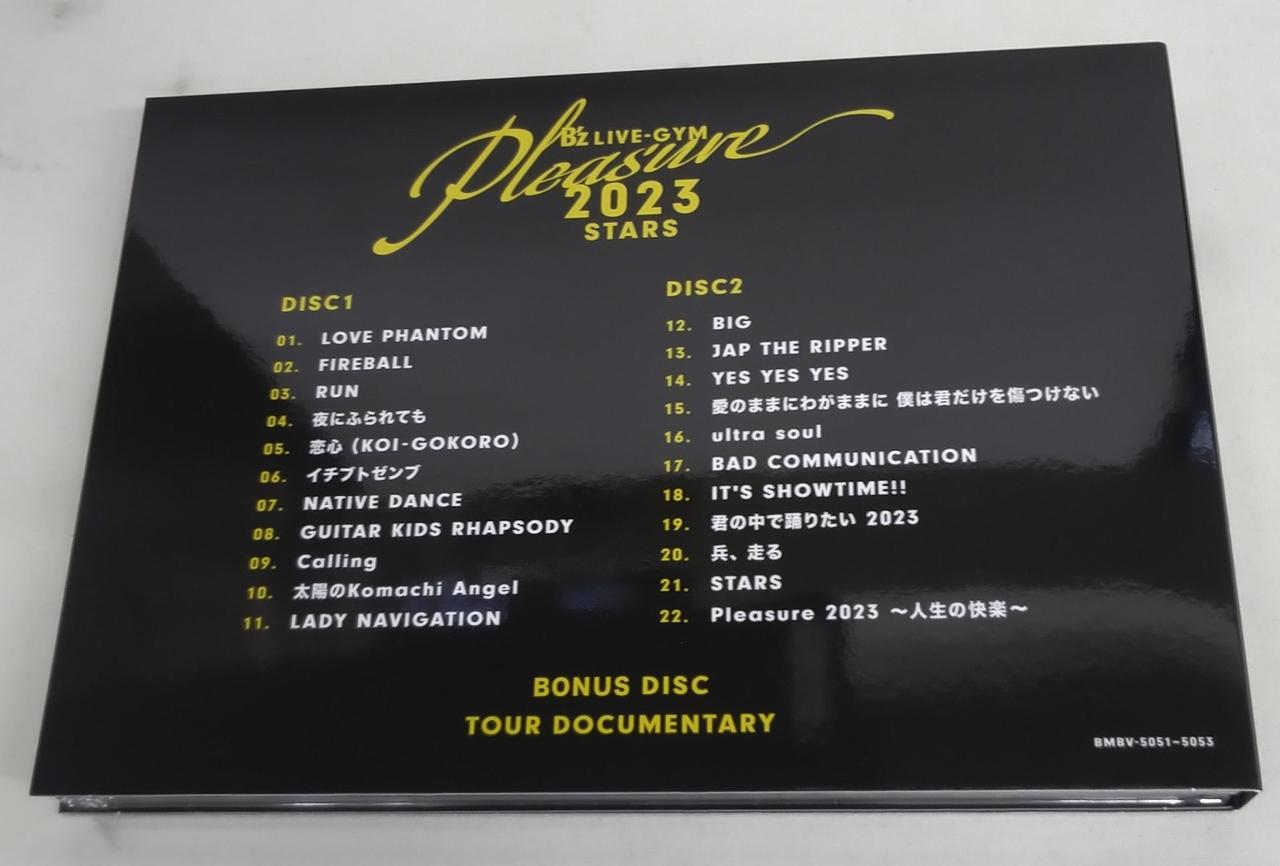 B'z LIVE-GYM
Pleasure
2023
STARS
DISC1
01. LOVE PHANTOM
02. FIREBALL
03. RUN
04. 夜にふられても
05. 恋心 (KOI-GOKORO)
06. イチブトゼンブ
07. NATIVE DANCE
08. GUITAR KIDS RHAPSODY
09. Calling
10. 太陽のKomachi Angel
11. LADY NAVIGATION
DISC2
12. BIG
13. JAP THE RIPPER
14. YES YES YES
15. 愛のままにわがままに 僕は君だけを傷つけない
16. ultra soul
17. BAD COMMUNICATION
18. IT'S SHOWTIME!!
19. 君の中で踊りたい 2023
20. 兵、走る
21. STARS
22. Pleasure 2023 〜人生の快楽〜
BONUS DISC
TOUR DOCUMENTARY
BMBV-5051~5053